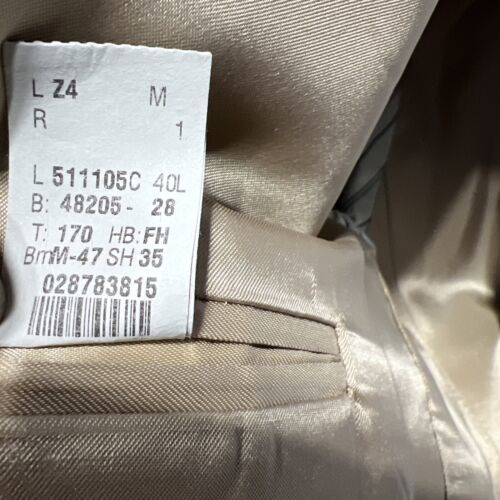 L Z4 M
R 1
L 511105C 40L
B: 48205- 28
T: 170 HB: FH
BmM-47 SH 35
028783815